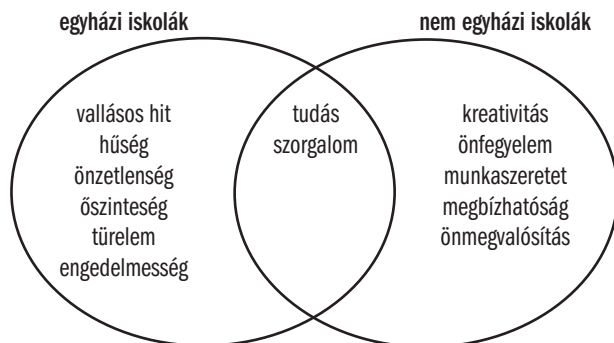 egyházi iskolák
nem egyházi iskolák
vallásos hit
hűség
önzetlenség
őszinteség
türelem
engedelmesség
tudás
szorgalom
kreativitás
önfegyelem
munkaszeretet
megbízhatóság
önmegvalósítás